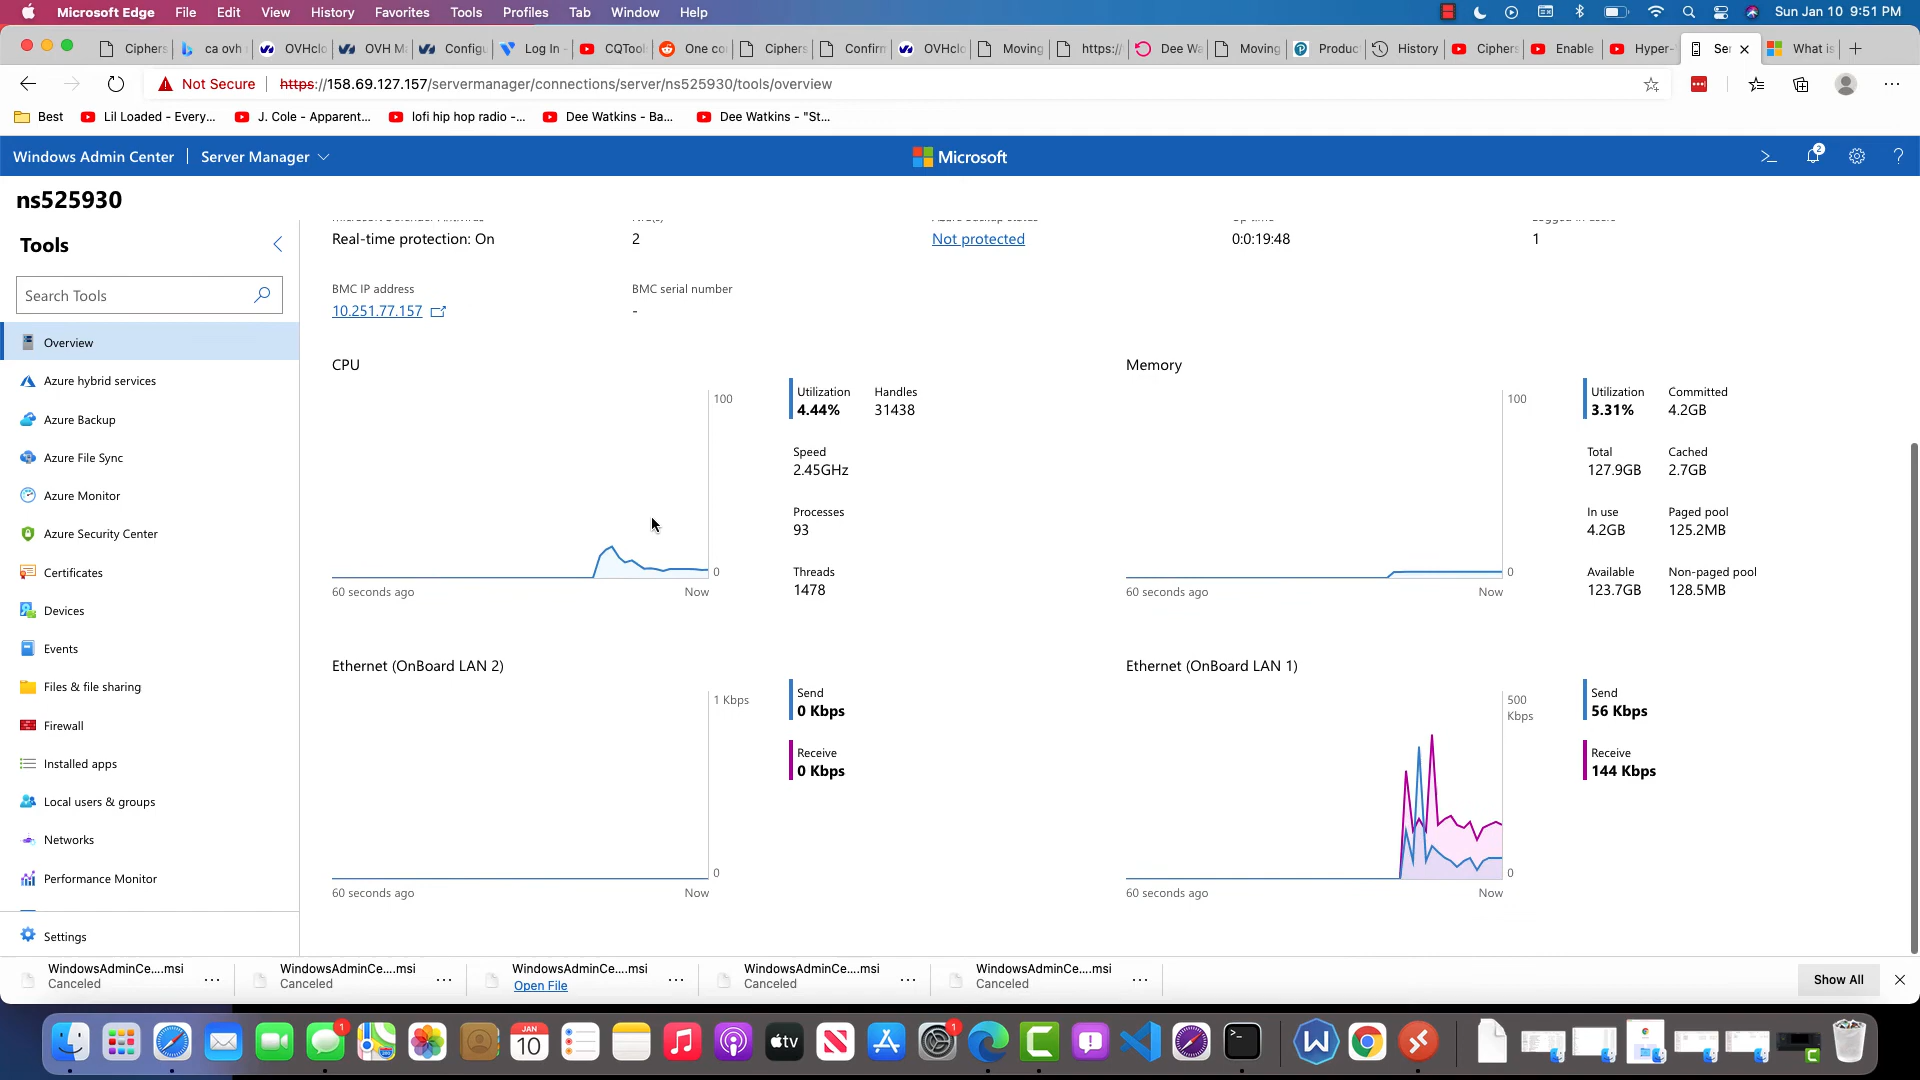 Microsoft Edge File Edit View History Favorites Tools Profiles Tab Window Help Sun Jan 10 9:51 PM
Ciphers ca ovh OVHclo OVH Ma Configu Log In - CQTool One co Ciphers Confirm OVHclo Moving https:/ Dee Wa Moving Produc History Ciphers Enable Hyper- Ser What is
Not Secure https://158.69.127.157/servermanager/connections/server/ns525930/tools/overview
Best Lil Loaded - Every... J. Cole - Apparent... lofi hip hop radio -... Dee Watkins - Ba... Dee Watkins - "St...
Windows Admin Center Server Manager Microsoft 2
ns525930
Tools
Search Tools
Overview
Azure hybrid services
Azure Backup
Azure File Sync
Azure Monitor
Azure Security Center
Certificates
Devices
Events
Files & file sharing
Firewall
Installed apps
Local users & groups
Networks
Performance Monitor
Settings
Real-time protection: On 2 Not protected 0:0:19:48 1
BMC IP address BMC serial number
10.251.77.157 -
CPU
100
0
60 seconds ago Now
Utilization Handles
4.44% 31438
Speed
2.45GHz
Processes
93
Threads
1478
Memory
100
0
60 seconds ago Now
Utilization Committed
3.31% 4.2GB
Total Cached
127.9GB 2.7GB
In use Paged pool
4.2GB 125.2MB
Available Non-paged pool
123.7GB 128.5MB
Ethernet (OnBoard LAN 2)
1 Kbps
0
60 seconds ago Now
Send
0 Kbps
Receive
0 Kbps
Ethernet (OnBoard LAN 1)
500
Kbps
0
60 seconds ago Now
Send
56 Kbps
Receive
144 Kbps
WindowsAdminCe....msi WindowsAdminCe....msi WindowsAdminCe....msi WindowsAdminCe....msi WindowsAdminCe....msi Show All
Canceled Canceled Open File Canceled Canceled
1 JAN 10 tv 1